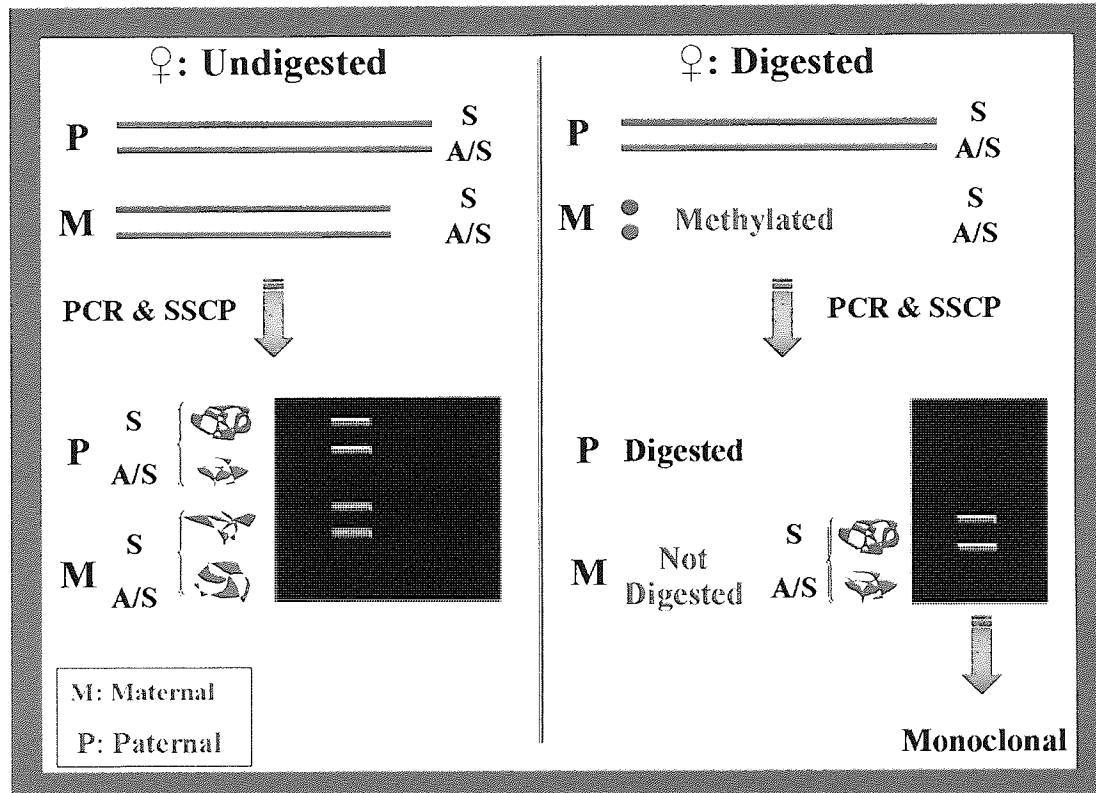 ♀: Undigested
P
S
A/S
M
S
A/S
PCR & SSCP
P
S
A/S
M
S
A/S
M: Maternal
P: Paternal
♀: Digested
P
S
A/S
M
Methylated
S
A/S
PCR & SSCP
P Digested
M
Not
Digested
S
A/S
Monoclonal